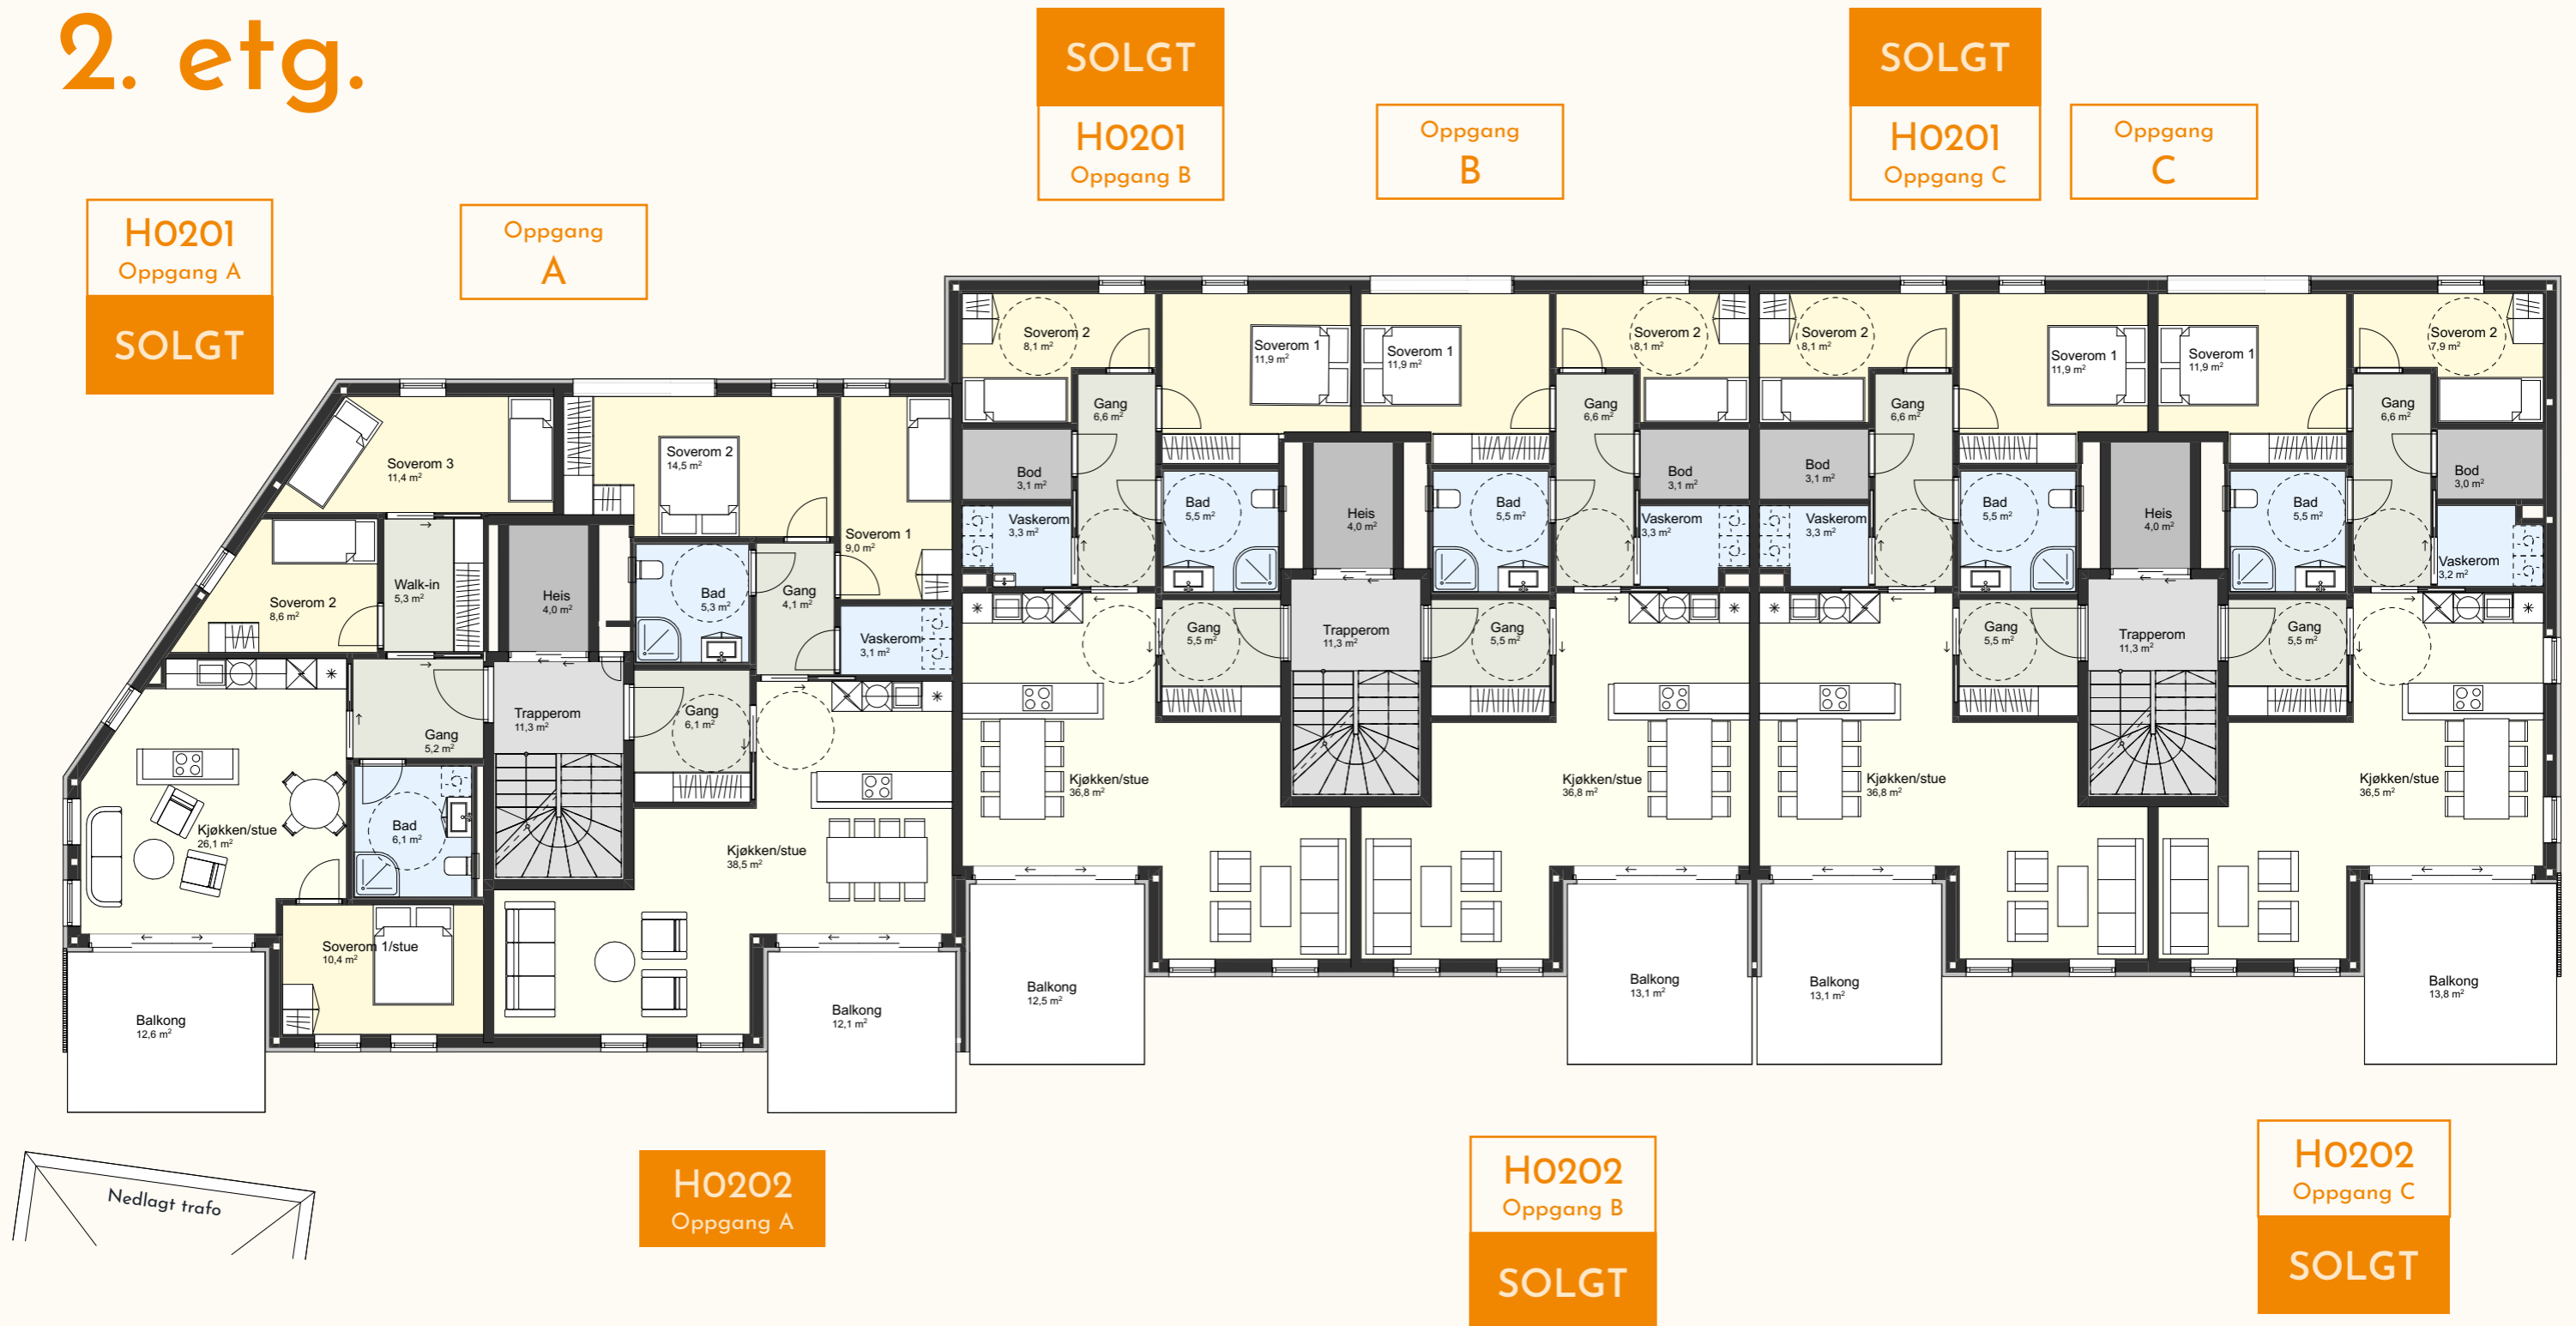 2. etg.
SOLGT
H0201
Oppgang B
Oppgang
B
SOLGT
H0201
Oppgang C
Oppgang
C
H0201
Oppgang A
SOLGT
Oppgang
A
Soverom 3
11,4 m²
Soverom 2
8,6 m²
Walk-in
5,3 m²
Gang
5,2 m²
Bad
6,1 m²
Kjøkken/stue
26,1 m²
Soverom 1/stue
10,4 m²
Balkong
12,6 m²
Heis
4,0 m²
Trapperom
11,3 m²
Soverom 2
14,5 m²
Soverom 1
9,0 m²
Bad
5,3 m²
Gang
4,1 m²
Vaskerom
3,1 m²
Gang
6,1 m²
Kjøkken/stue
38,5 m²
Balkong
12,1 m²
Soverom 2
8,1 m²
Soverom 1
11,9 m²
Gang
6,6 m²
Bod
3,1 m²
Vaskerom
3,3 m²
Bad
5,5 m²
Gang
5,5 m²
Kjøkken/stue
36,8 m²
Balkong
12,5 m²
Heis
4,0 m²
Trapperom
11,3 m²
Soverom 1
11,9 m²
Soverom 2
8,1 m²
Gang
6,6 m²
Bod
3,1 m²
Bad
5,5 m²
Vaskerom
3,3 m²
Gang
5,5 m²
Kjøkken/stue
36,8 m²
Balkong
13,1 m²
Soverom 2
8,1 m²
Soverom 1
11,9 m²
Gang
6,6 m²
Bod
3,1 m²
Vaskerom
3,3 m²
Bad
5,5 m²
Gang
5,5 m²
Kjøkken/stue
36,8 m²
Balkong
13,1 m²
Heis
4,0 m²
Trapperom
11,3 m²
Soverom 1
11,9 m²
Soverom 2
7,9 m²
Gang
6,6 m²
Bod
3,0 m²
Bad
5,5 m²
Vaskerom
3,2 m²
Gang
5,5 m²
Kjøkken/stue
36,5 m²
Balkong
13,8 m²
Nedlagt trafo
H0202
Oppgang A
H0202
Oppgang B
SOLGT
H0202
Oppgang C
SOLGT